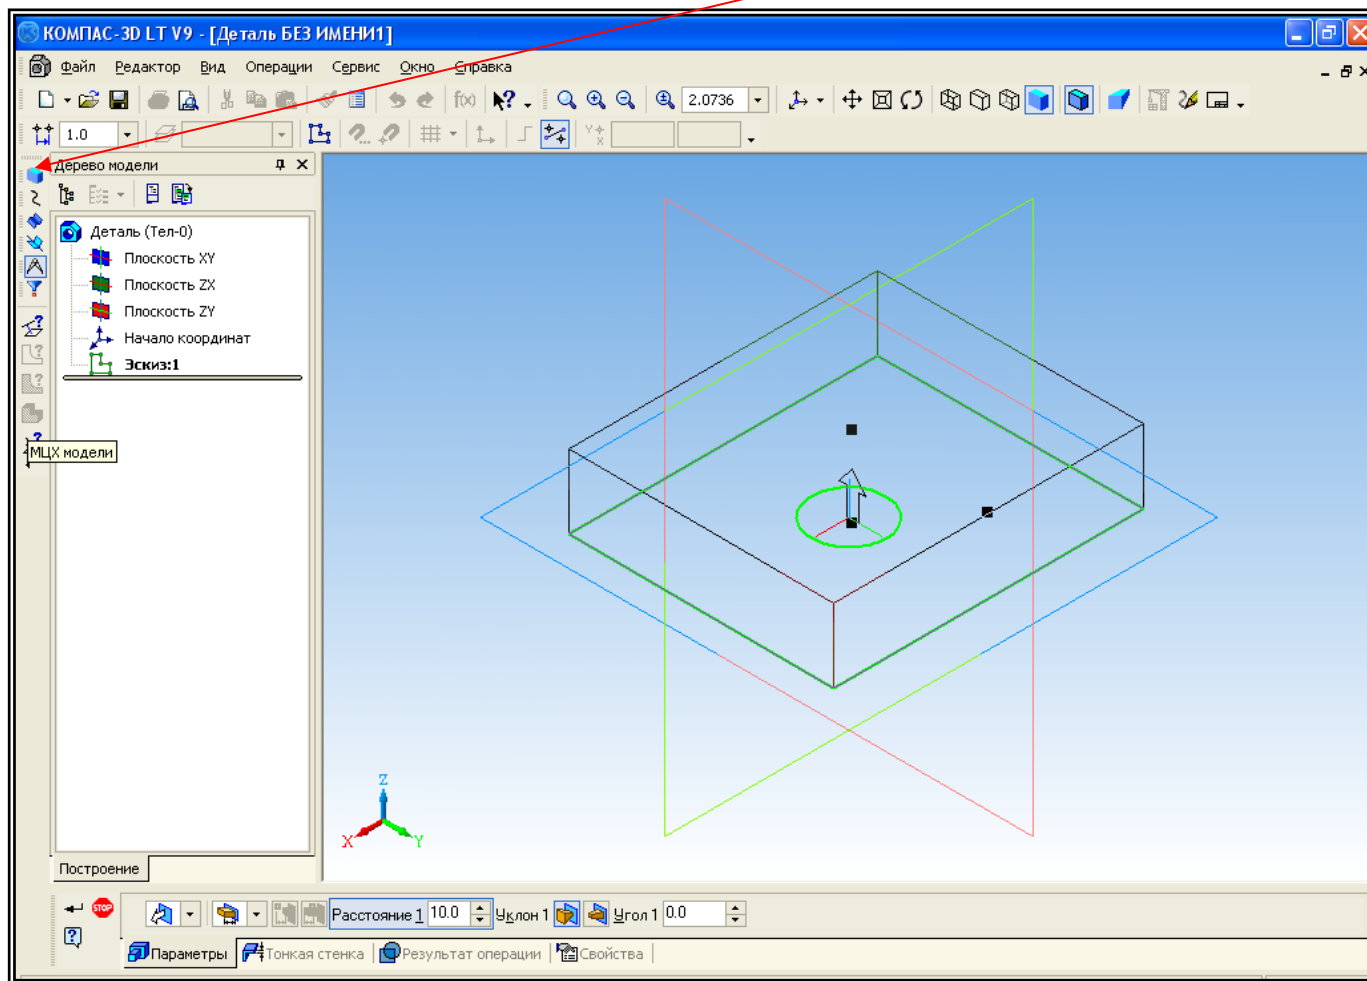 КОМПАС-3D LT V9 - [Деталь БЕЗ ИМЕНИ1]
Файл Редактор Вид Операции Сервис Окно Справка
f(x) 2.0736
1.0
Дерево модели
Деталь (Тел-0)
Плоскость XY
Плоскость ZX
Плоскость ZY
Начало координат
Эскиз:1
МЦХ модели
Z
X
Y
Построение
STOP
Расстояние 1 10.0 Уклон 1 Угол 1 0.0
Параметры Тонкая стенка Результат операции Свойства